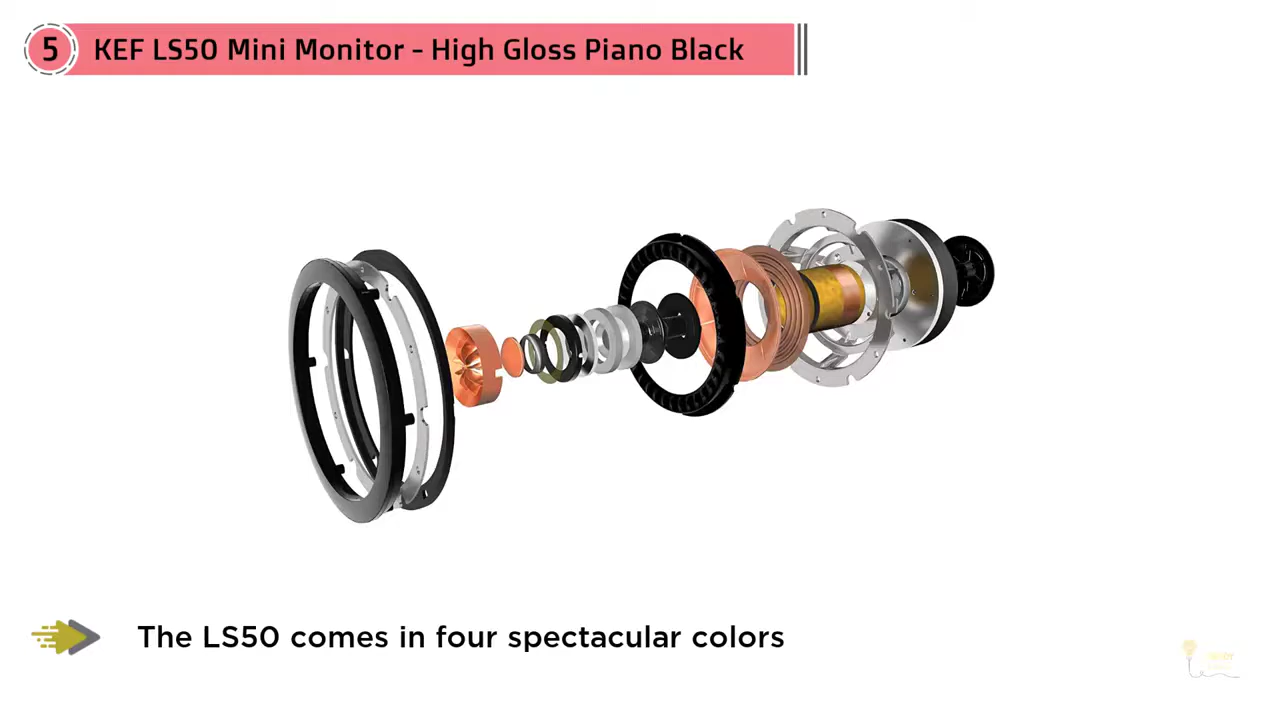 5
KEF LS50 Mini Monitor - High Gloss Piano Black
The LS50 comes in four spectacular colors